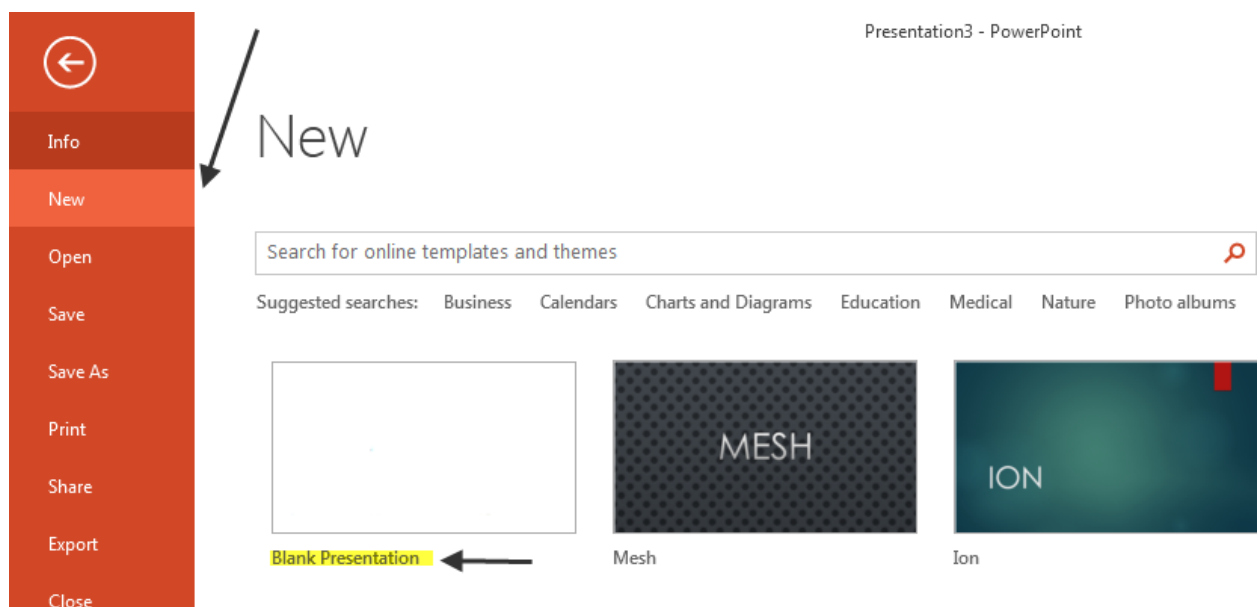 Presentation3 - PowerPoint
Info
New
Open
Save
Save As
Print
Share
Export
Close
New
Search for online templates and themes
Suggested searches: Business Calendars Charts and Diagrams Education Medical Nature Photo albums
MESH
ION
Blank Presentation Mesh Ion